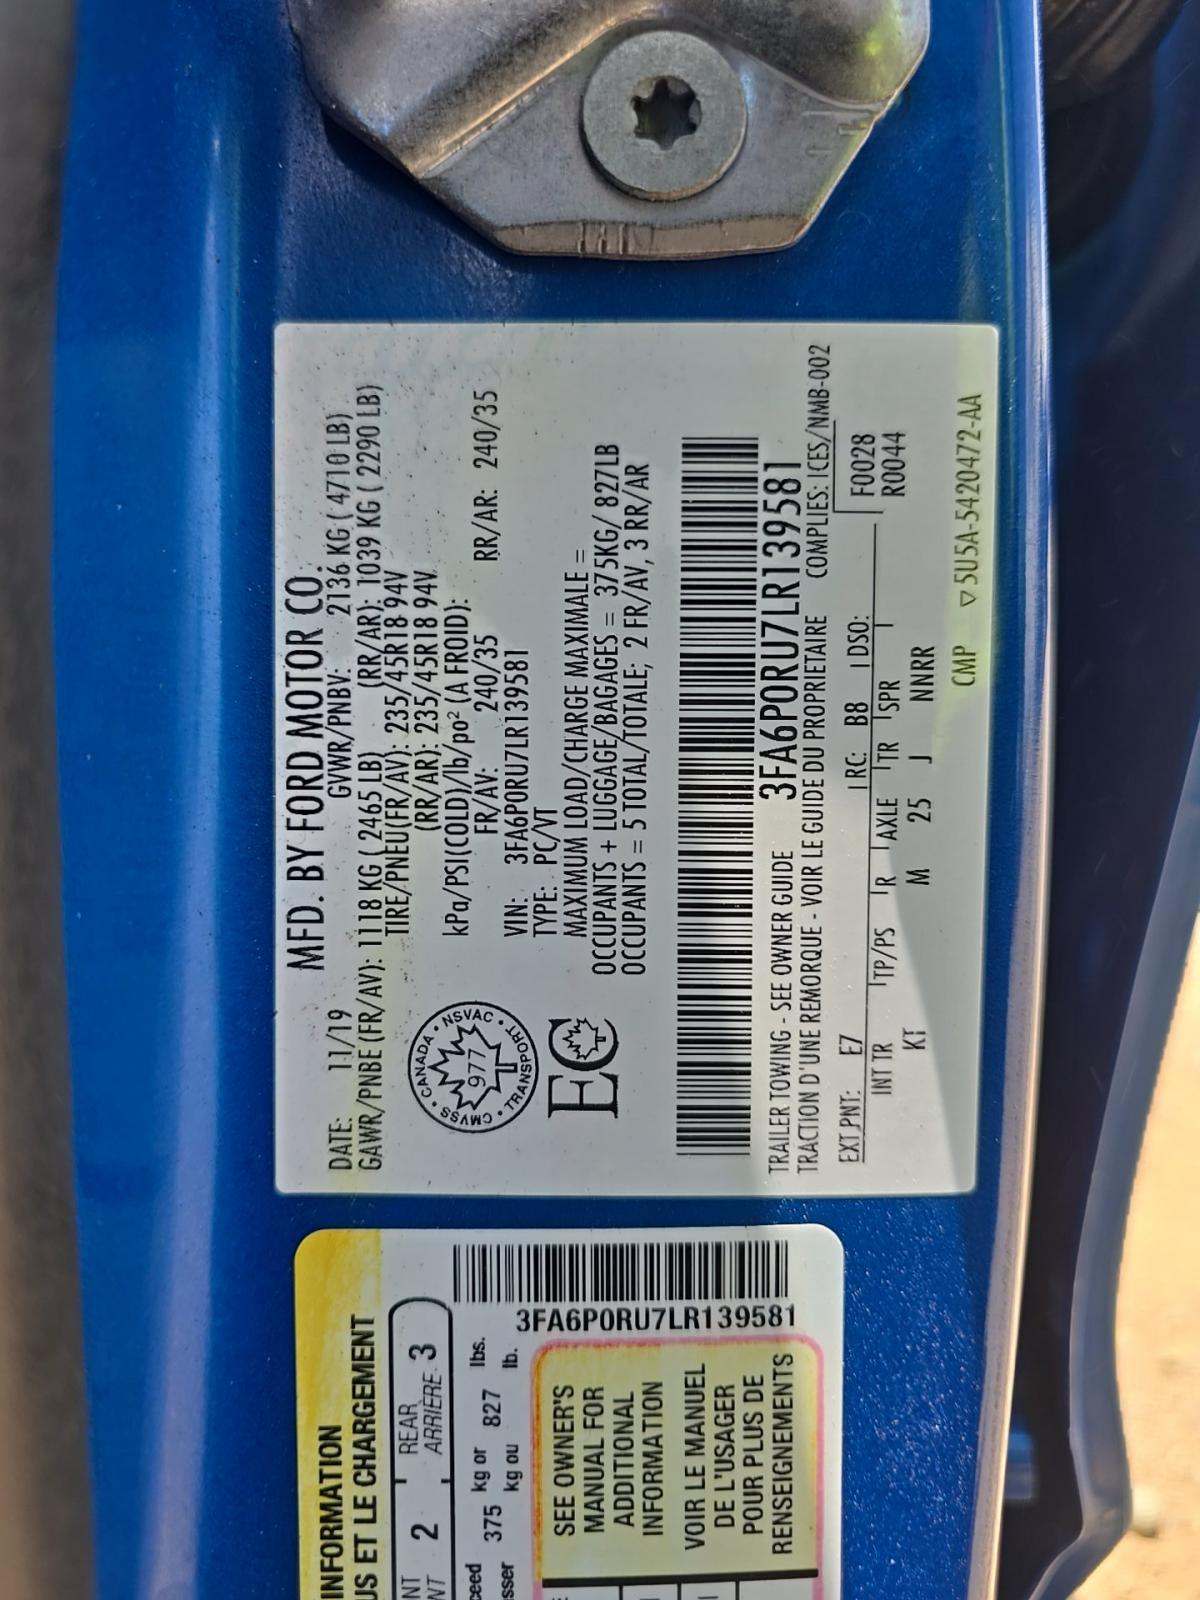 MFD. BY FORD MOTOR CO.
DATE: 11/19 GVWR/PNBV: 2136 KG ( 4710 LB)
GAWR/PNBE (FR/AV): 1118 KG ( 2465 LB) (RR/AR): 1039 KG ( 2290 LB)
TIRE/PNEU(FR/AV): 235/45R18 94V
(RR/AR): 235/45R18 94V
kPa/PSI(COLD)/lb/po² (A FROID):
FR/AV: 240/35 RR/AR: 240/35
VIN: 3FA6P0RU7LR139581
TYPE: PC/VT
MAXIMUM LOAD/CHARGE MAXIMALE =
OCCUPANTS + LUGGAGE/BAGAGES = 375KG/ 827LB
OCCUPANTS = 5 TOTAL/TOTALE; 2 FR/AV, 3 RR/AR
CANADA • NSVAC • TRANSPORT • CMVSS •
977
EC
3FA6P0RU7LR139581
TRAILER TOWING - SEE OWNER GUIDE
TRACTION D'UNE REMORQUE - VOIR LE GUIDE DU PROPRIETAIRE COMPLIES: ICES/NMB-002
EXT PNT: E7 RC: B8 DSO: F0028
INT TR TP/PS R AXLE TR SPR R0044
KT M 25 J NNRR
CMP ▽ 5U5A-5420472-AA
INFORMATION
US ET LE CHARGEMENT
NT 2 REAR 3
NT ARRIÈRE
ceed 375 kg or 827 lbs.
sser kg ou lb.
3FA6P0RU7LR139581
SEE OWNER'S
MANUAL FOR
ADDITIONAL
INFORMATION
VOIR LE MANUEL
DE L'USAGER
POUR PLUS DE
RENSEIGNEMENTS